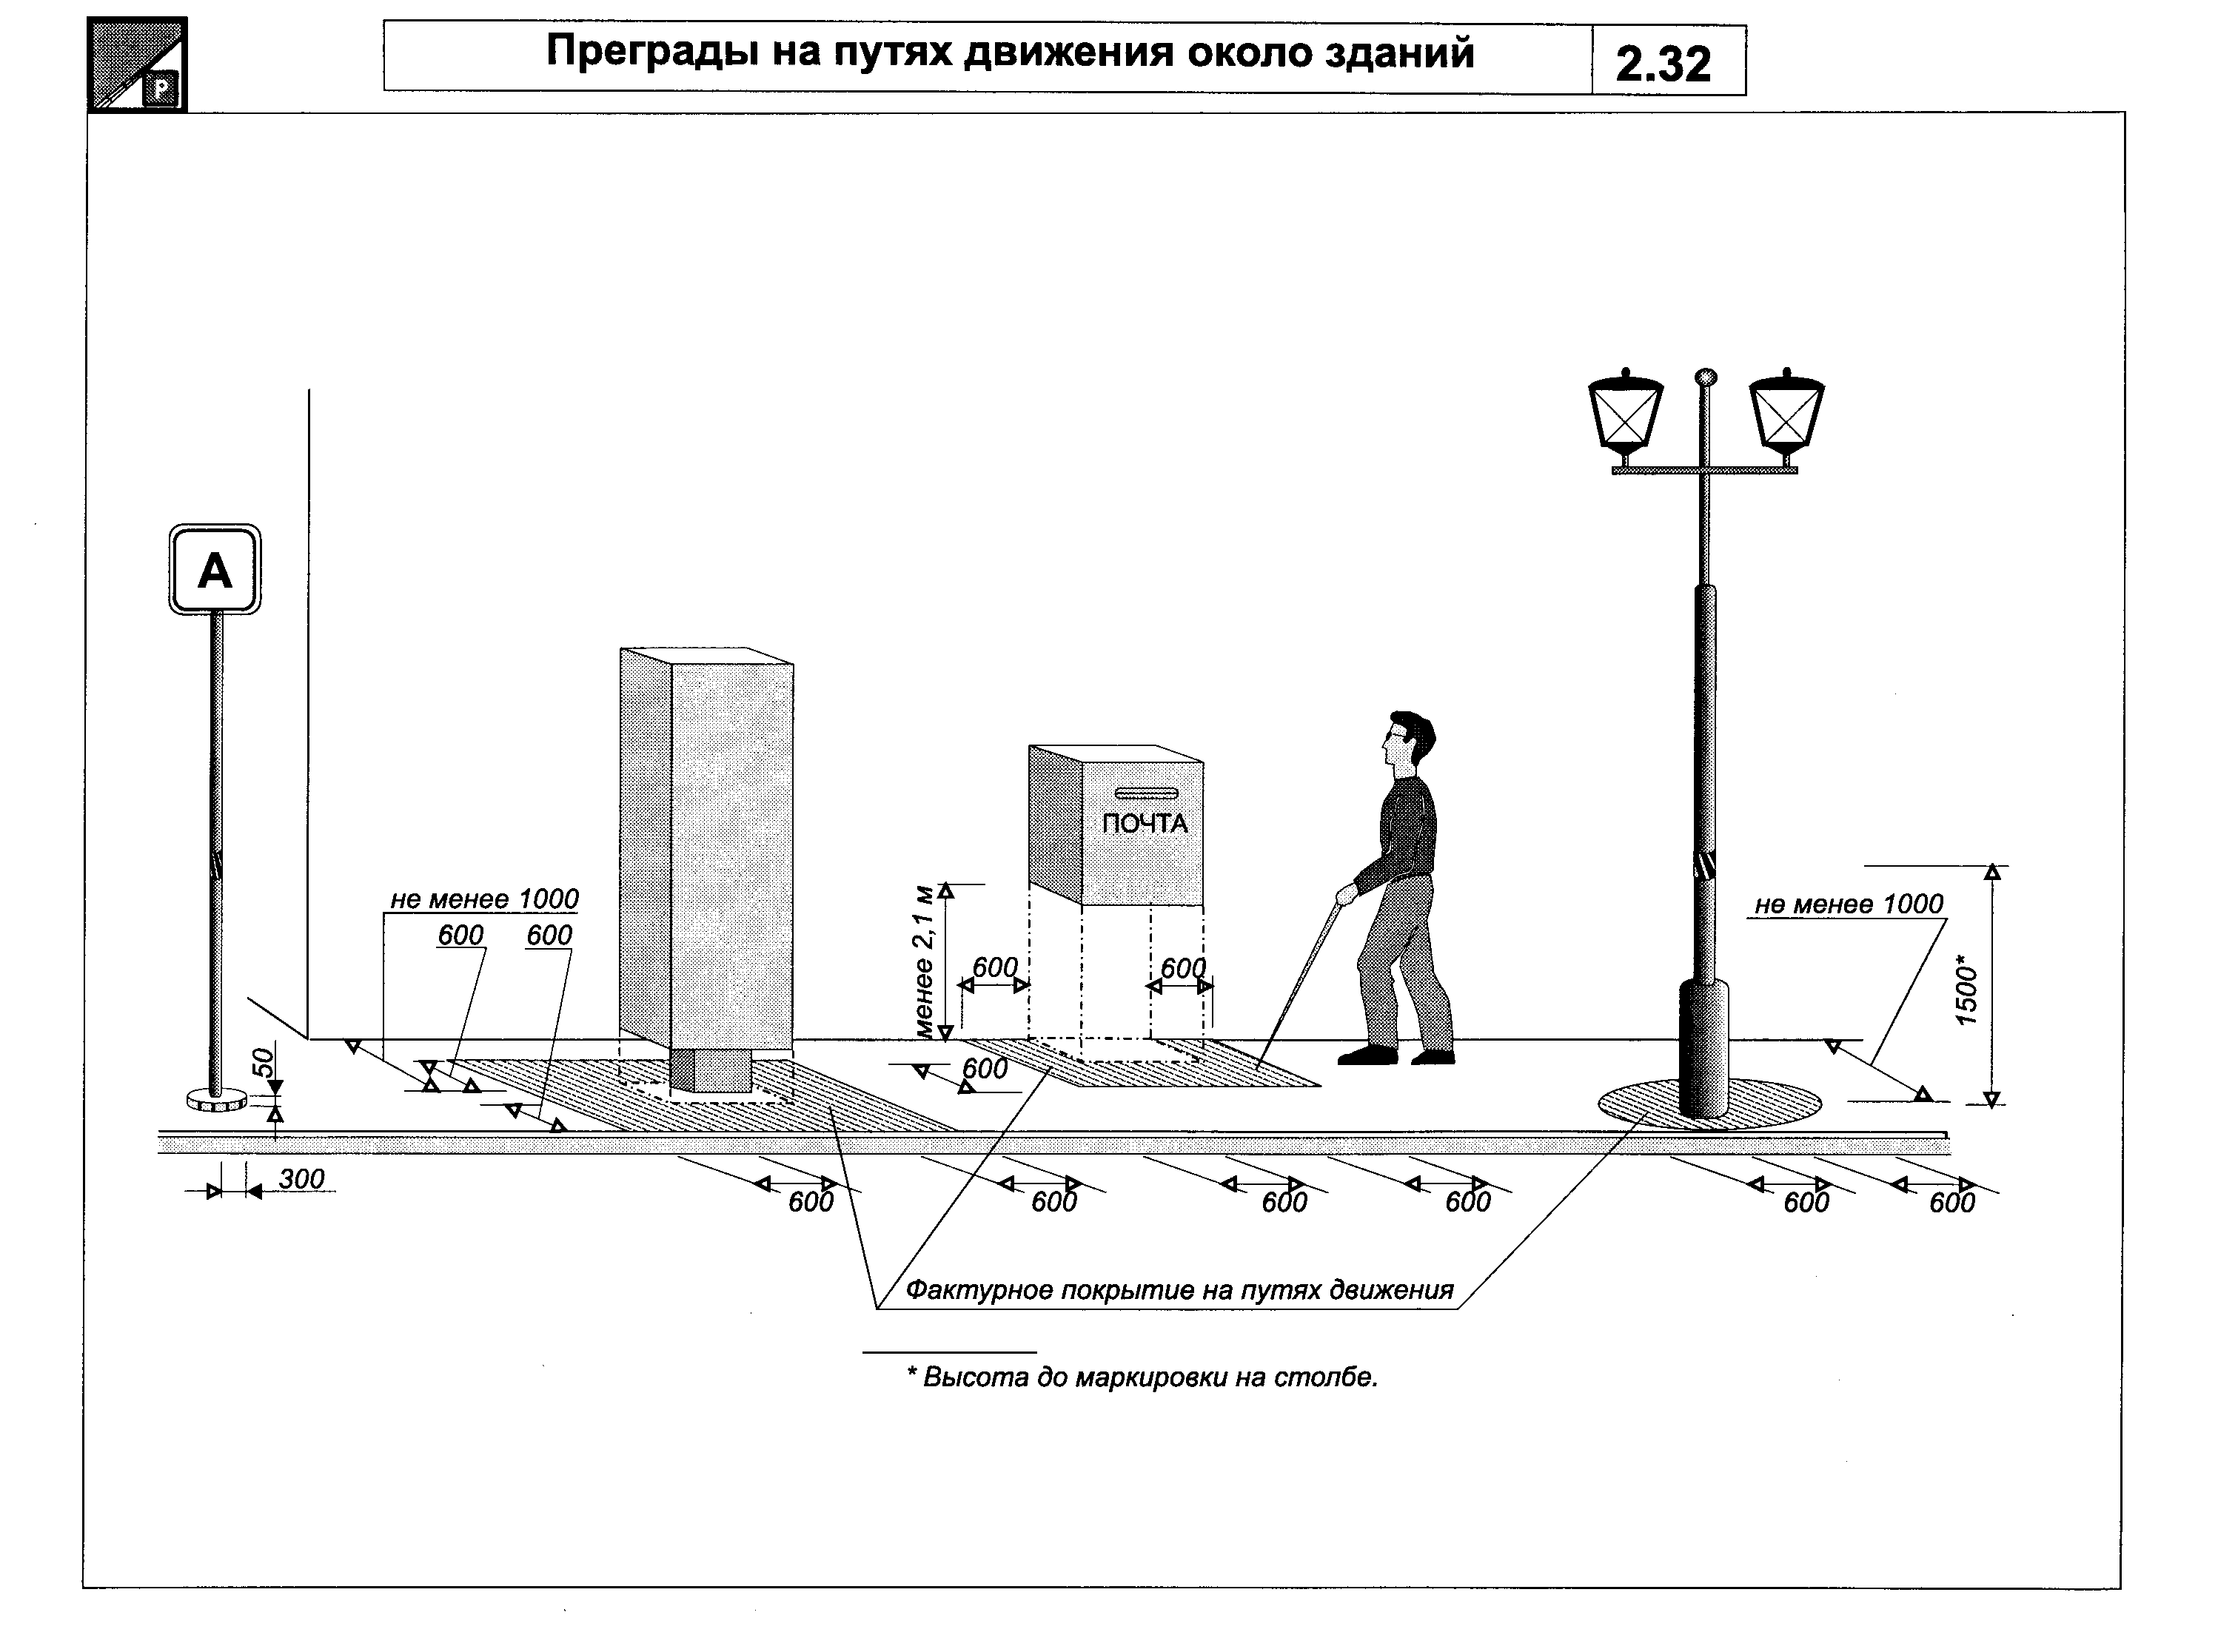 P
Преграды на путях движения около зданий
2.32
А
ПОЧТА
не менее 1000
600
600
менее 2,1 м
600
600
600
не менее 1000
1500*
50
300
600
600
600
600
600
600
Фактурное покрытие на путях движения
* Высота до маркировки на столбе.